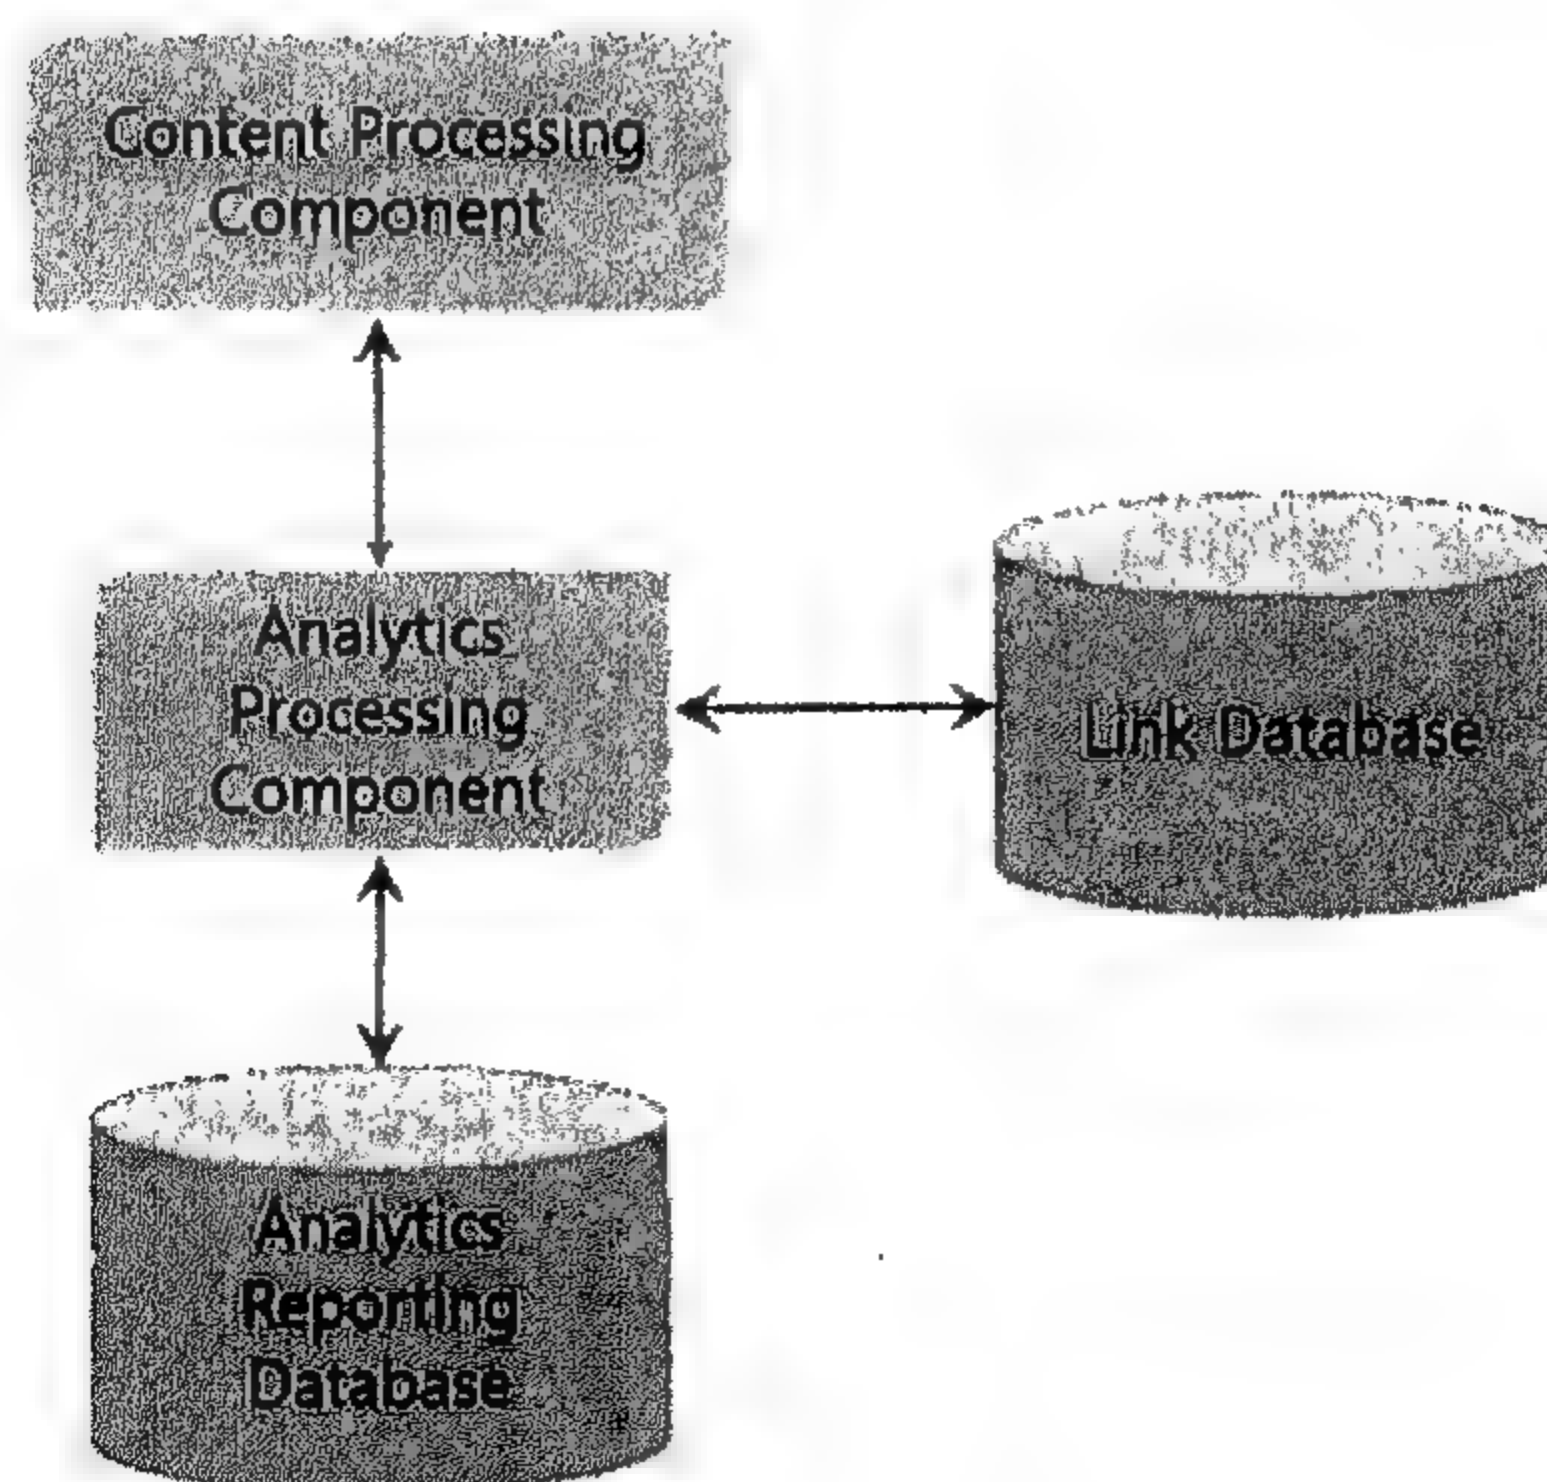 Content Processing
Component
Analytics
Processing
Component
Link Database
Analytics
Reporting
Database